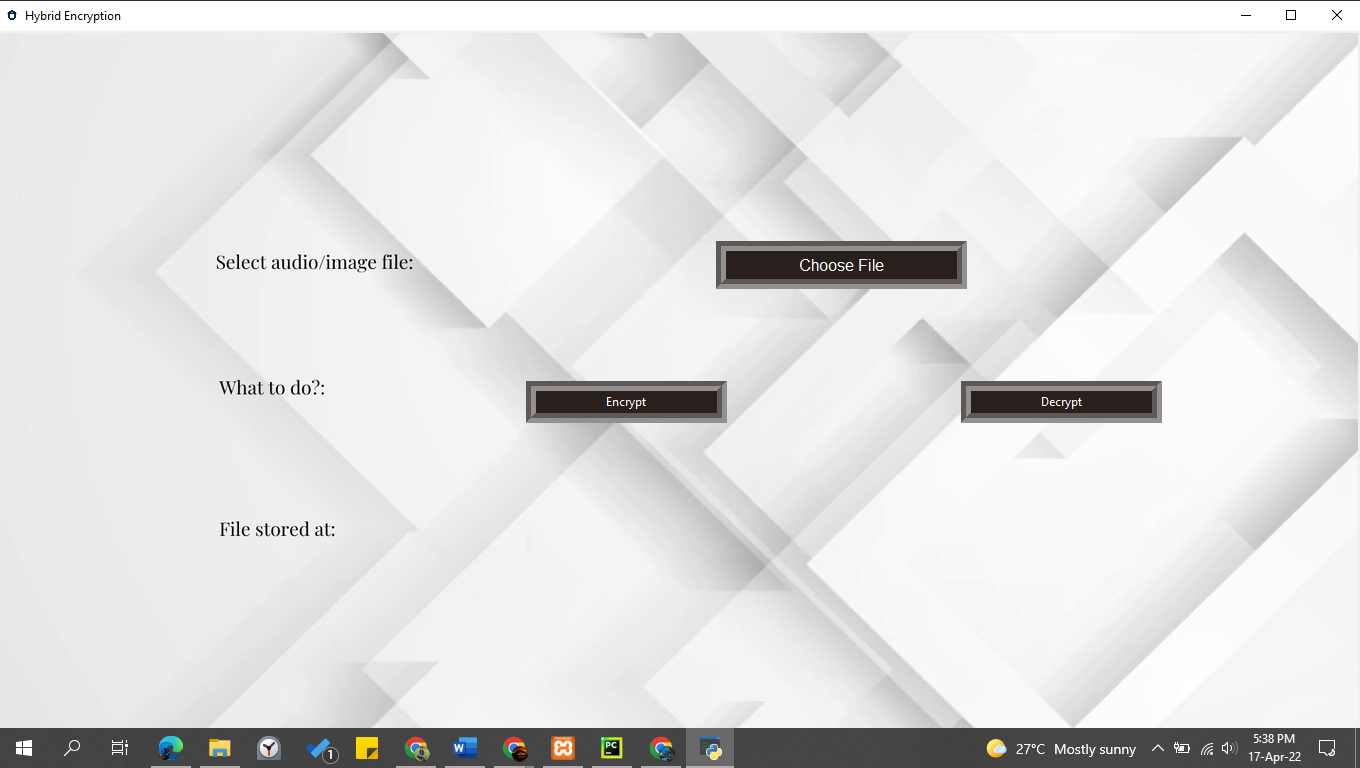 Hybrid Encryption
Select audio/image file:
Choose File
What to do?:
Encrypt
Decrypt
File stored at:
1
W
PC
27°C Mostly sunny
5:38 PM
17-Apr-22